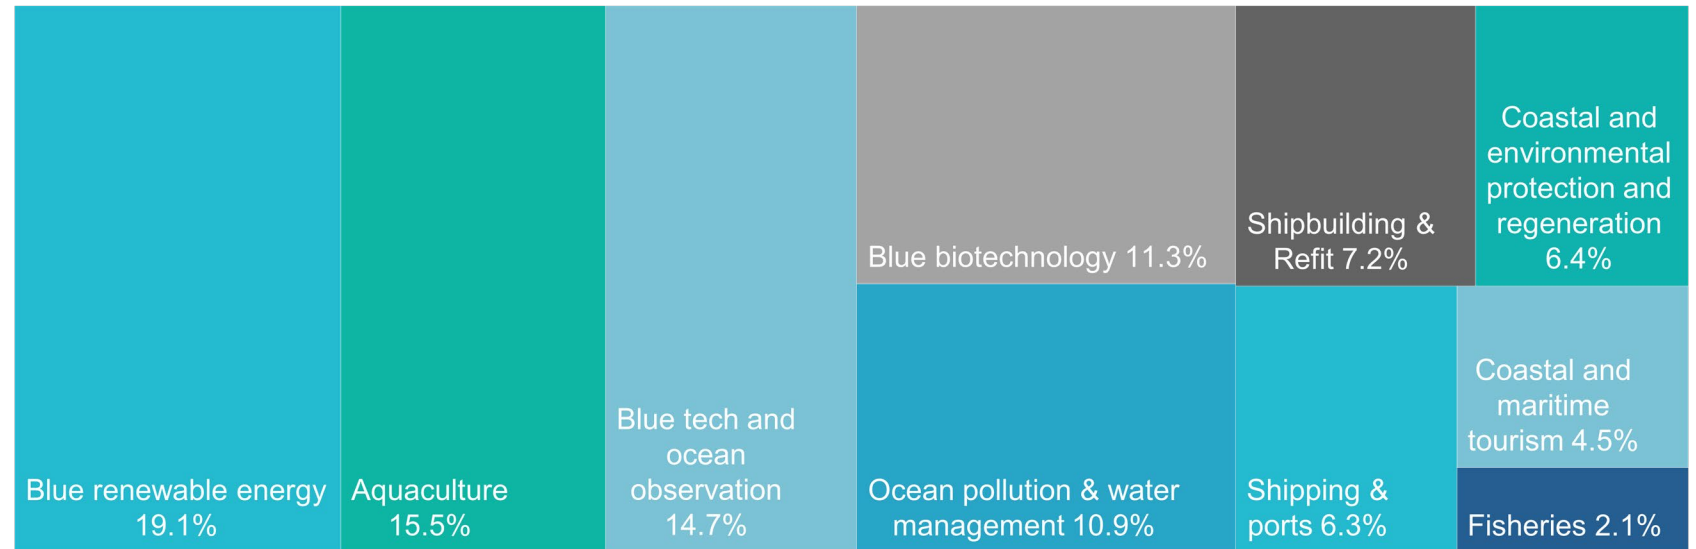 Blue renewable energy
19.1%
Aquaculture
15.5%
Blue tech and
ocean
observation
14.7%
Blue biotechnology 11.3%
Ocean pollution & water
management 10.9%
Shipbuilding &
Refit 7.2%
Coastal and
environmental
protection and
regeneration
6.4%
Shipping &
ports 6.3%
Coastal and
maritime
tourism 4.5%
Fisheries 2.1%